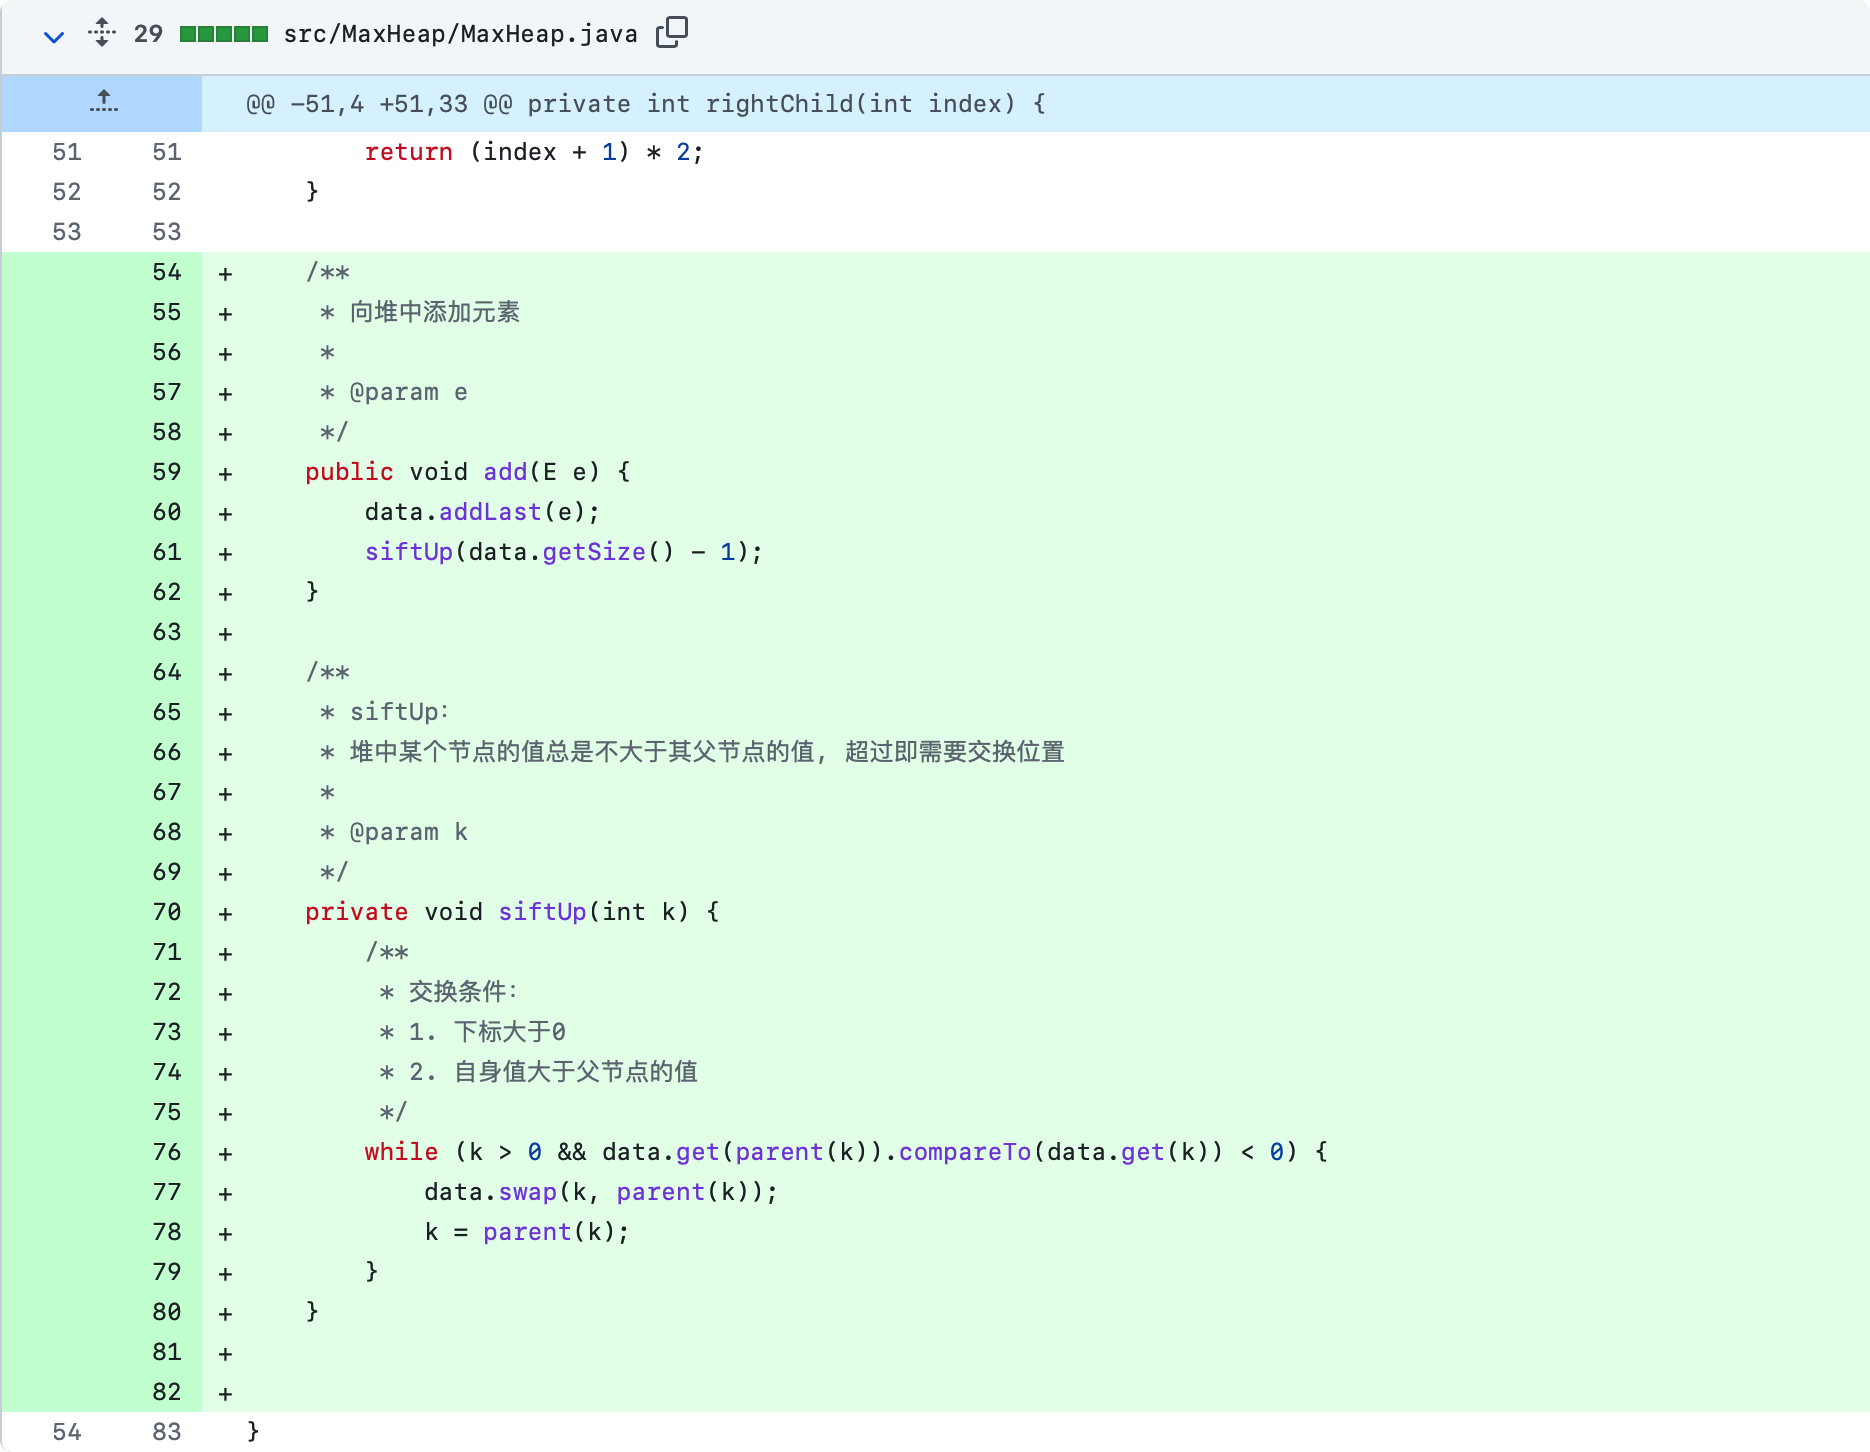 29 src/MaxHeap/MaxHeap.java
@@ -51,4 +51,33 @@ private int rightChild(int index) {
51 51         return (index + 1) * 2;
52 52     }
53 53
54 +     /**
55 +      * 向堆中添加元素
56 +      *
57 +      * @param e
58 +      */
59 +     public void add(E e) {
60 +         data.addLast(e);
61 +         siftUp(data.getSize() - 1);
62 +     }
63 +
64 +     /**
65 +      * siftUp：
66 +      * 堆中某个节点的值总是不大于其父节点的值, 超过即需要交换位置
67 +      *
68 +      * @param k
69 +      */
70 +     private void siftUp(int k) {
71 +         /**
72 +          * 交换条件：
73 +          * 1. 下标大于0
74 +          * 2. 自身值大于父节点的值
75 +          */
76 +         while (k > 0 && data.get(parent(k)).compareTo(data.get(k)) < 0) {
77 +             data.swap(k, parent(k));
78 +             k = parent(k);
79 +         }
80 +     }
81 +
82 +
54 83 }